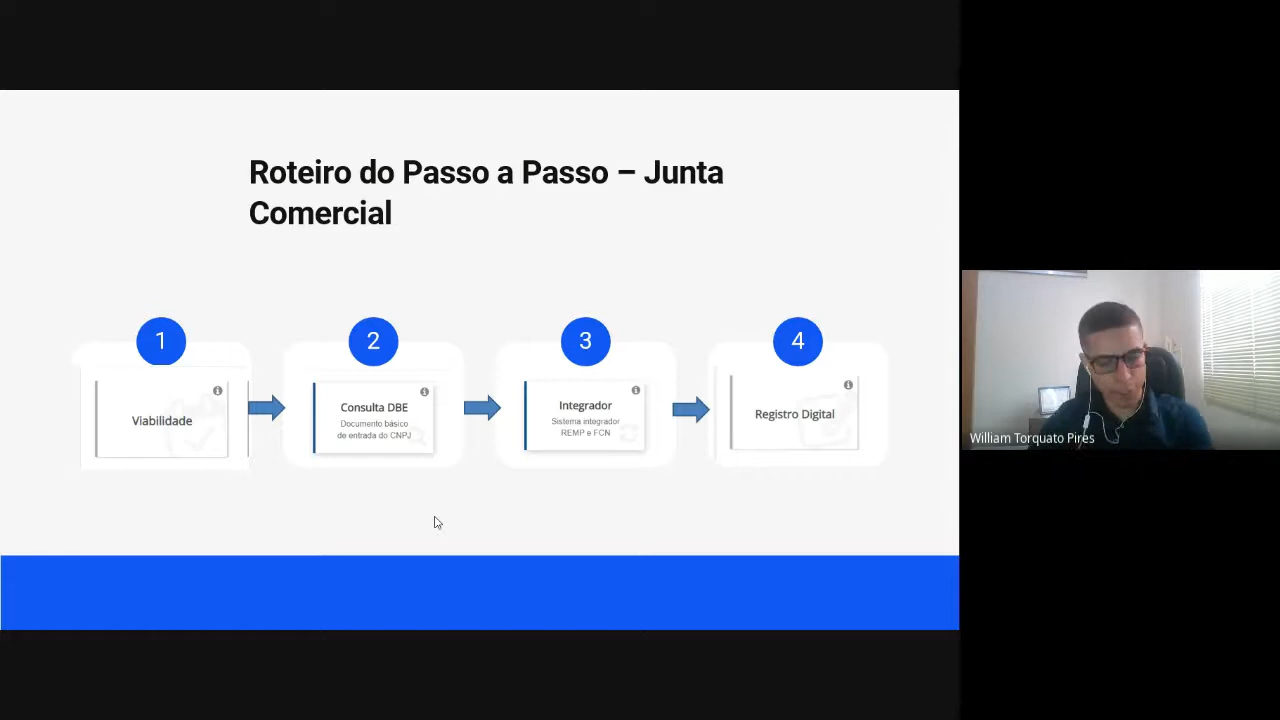 Roteiro do Passo a Passo – Junta
Comercial
1
2
3
4
Viabilidade
Consulta DBE
Documento básico
de entrada do CNPJ
Integrador
Sistema integrador
REMP e FCN
Registro Digital
William Torquato Pires